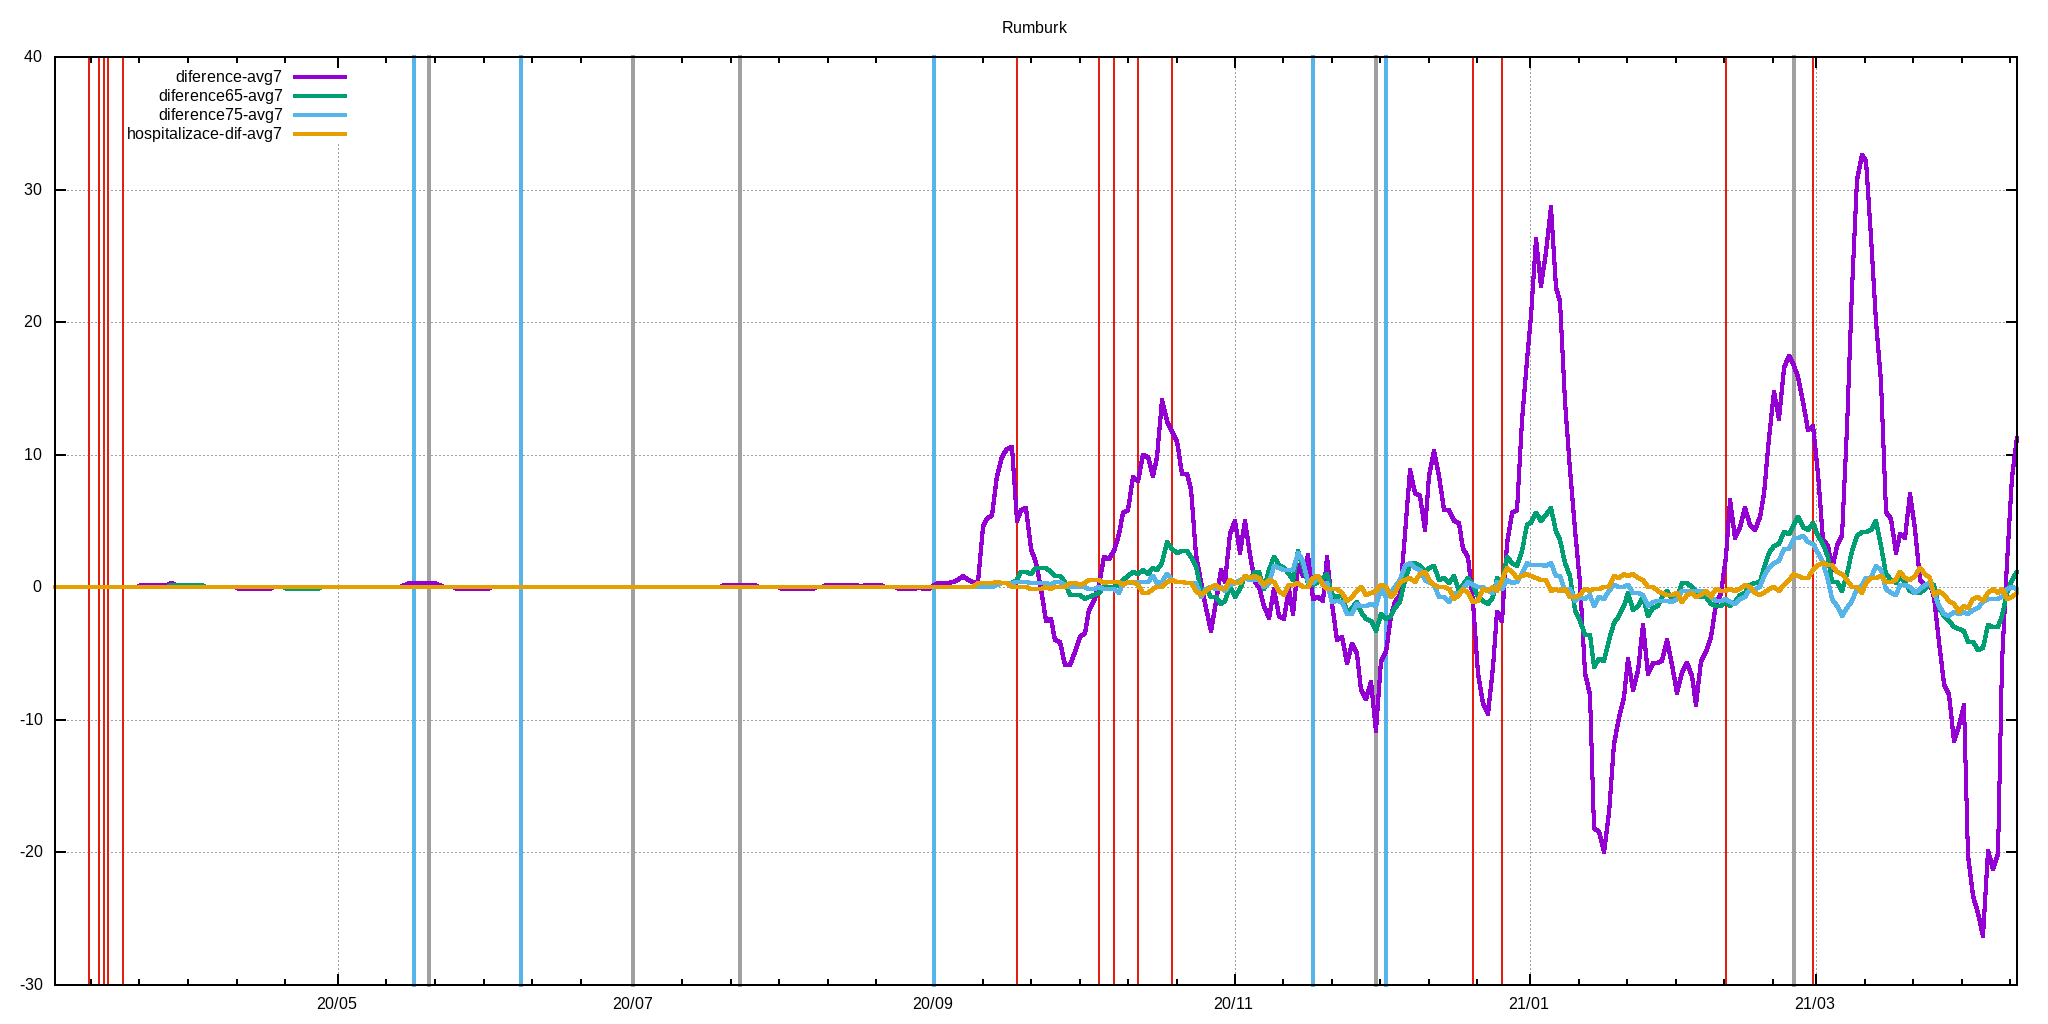 Rumburk
diference-avg7
diference65-avg7
diference75-avg7
hospitalizace-dif-avg7
40
30
20
10
0
-10
-20
-30
20/05 20/07 20/09 20/11 21/01 21/03